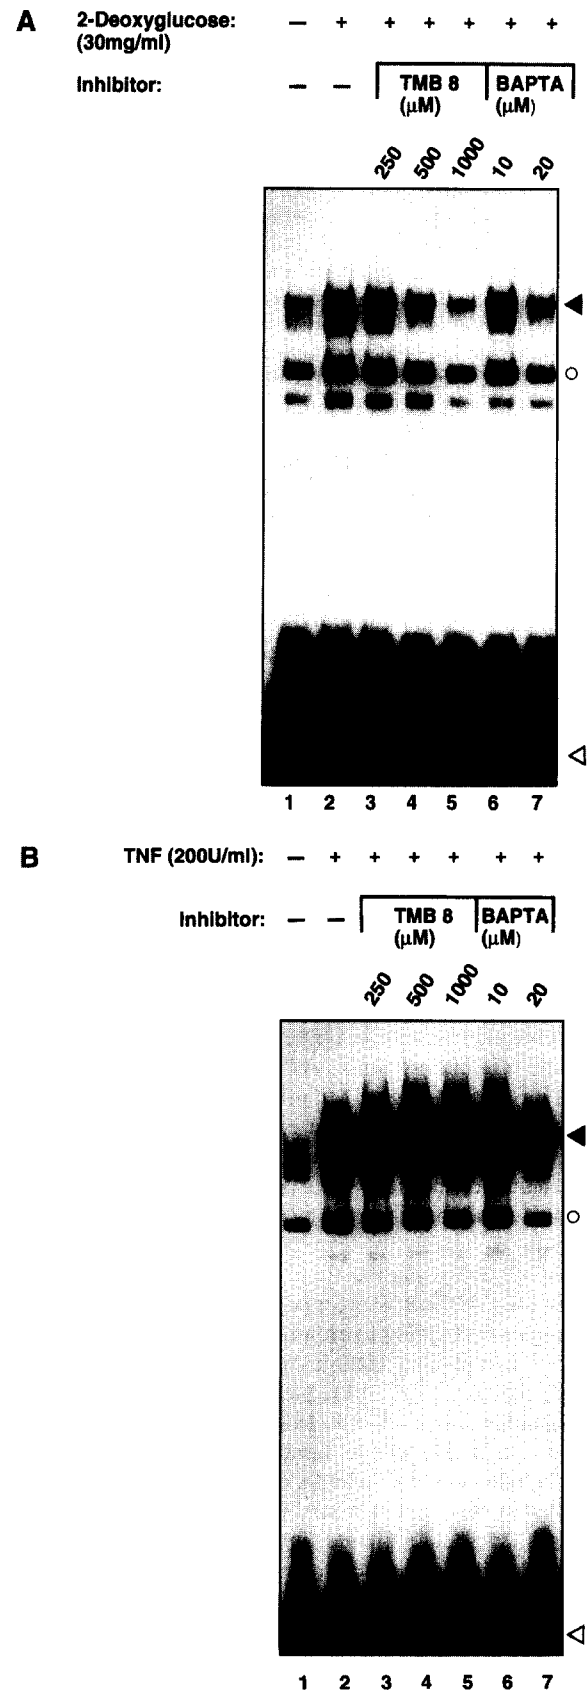 A 2-Deoxyglucose: – + + + + + +
(30mg/ml)
Inhibitor: – – TMB 8 BAPTA
(μM) (μM)
250 500 1000 10 20
1 2 3 4 5 6 7
B TNF (200U/ml): – + + + + + +
Inhibitor: – – TMB 8 BAPTA
(μM) (μM)
250 500 1000 10 20
1 2 3 4 5 6 7